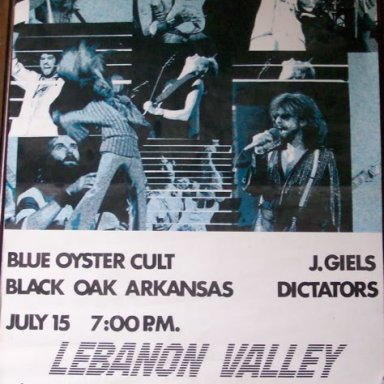 BLUE OYSTER CULT J. GIELS
BLACK OAK ARKANSAS DICTATORS
JULY 15 7:00 P.M.
LEBANON VALLEY